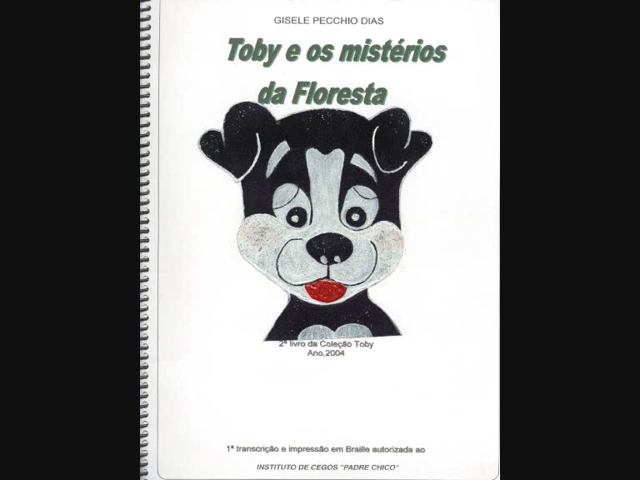 GISELE PECCHIO DIAS
Toby e os mistérios
da Floresta
2º livro da Coleção Toby
Ano,2004
1ª transcrição e impressão em Braille autorizada ao
INSTITUTO DE CEGOS "PADRE CHICO"